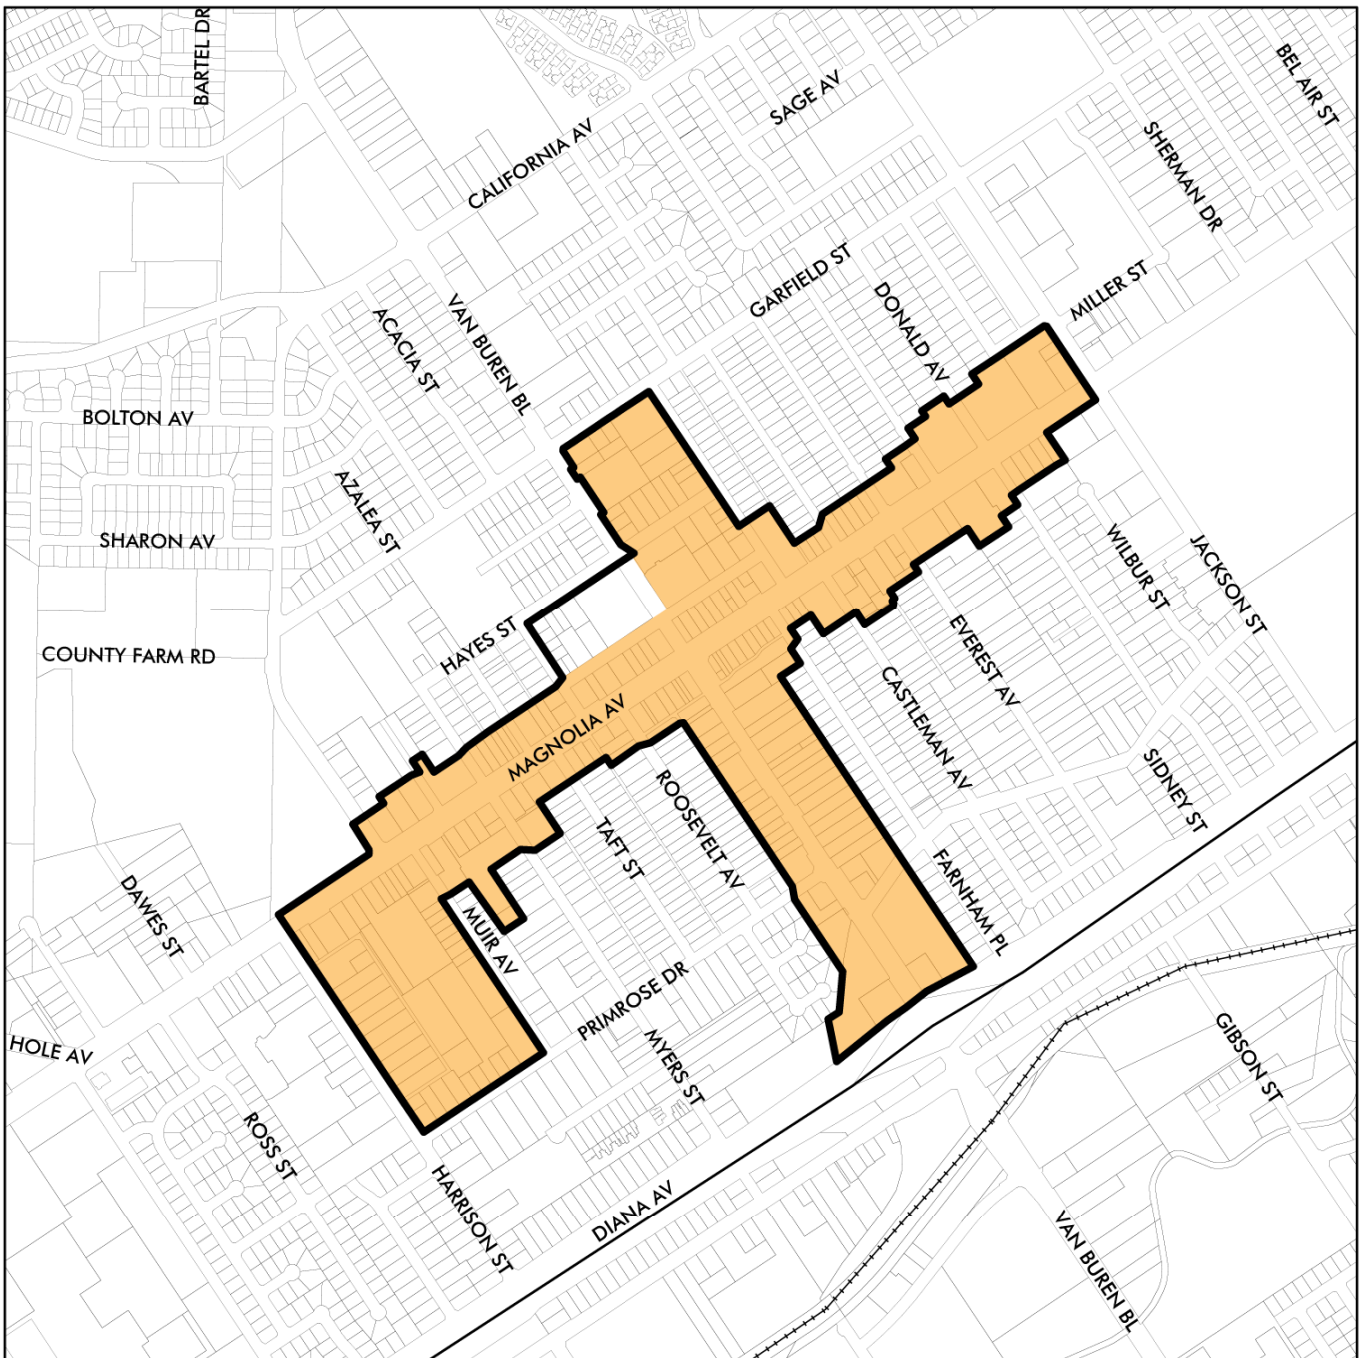 BARTEL DR
BEL AIR ST
SAGE AV
CALIFORNIA AV
SHERMAN DR
GARFIELD ST
MILLER ST
DONALD AV
VAN BUREN BL
ACACIA ST
BOLTON AV
AZALEA ST
SHARON AV
WILBUR ST
JACKSON ST
HAYES ST
EVEREST AV
COUNTY FARM RD
CASTLEMAN AV
MAGNOLIA AV
SIDNEY ST
ROOSEVELT AV
TAFT ST
FARNHAM PL
DAWES ST
MUIR AV
PRIMROSE DR
HOLE AV
MYERS ST
GIBSON ST
ROSS ST
HARRISON ST
DIANA AV
VAN BUREN BL